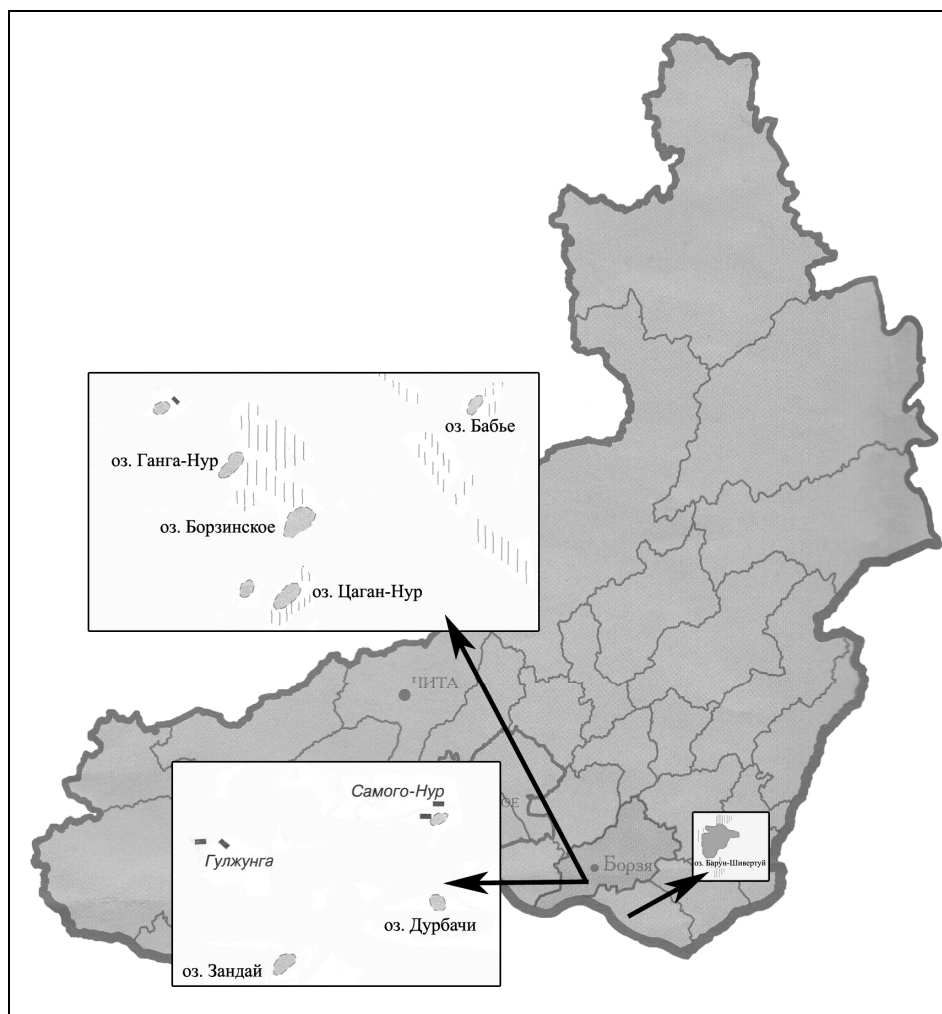 оз. Бабье
оз. Ганга-Нур
оз. Борзинское
оз. Цаган-Нур
ЧИТА
Самого-Нур
ОЕ
Гулжунга
Борзя
оз. Барун-Шивертуй
оз. Дурбачи
оз. Зандай